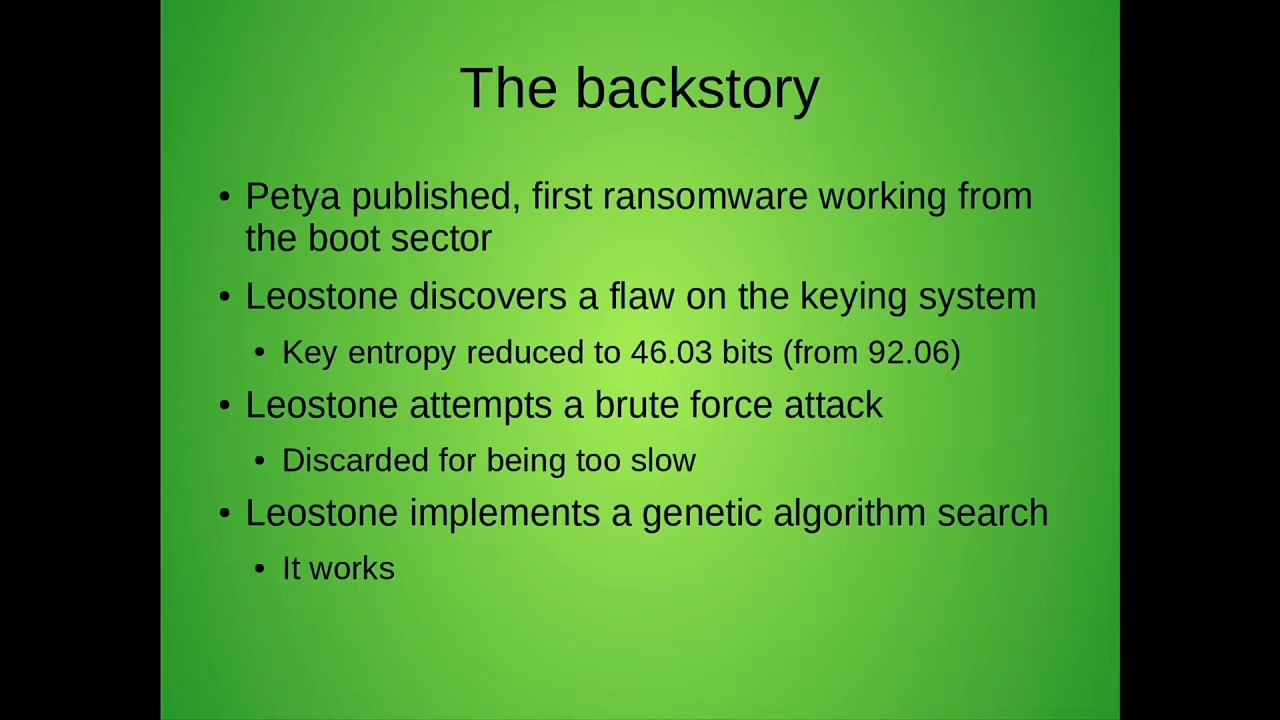 The backstory
• Petya published, first ransomware working from
the boot sector
• Leostone discovers a flaw on the keying system
• Key entropy reduced to 46.03 bits (from 92.06)
• Leostone attempts a brute force attack
• Discarded for being too slow
• Leostone implements a genetic algorithm search
• It works